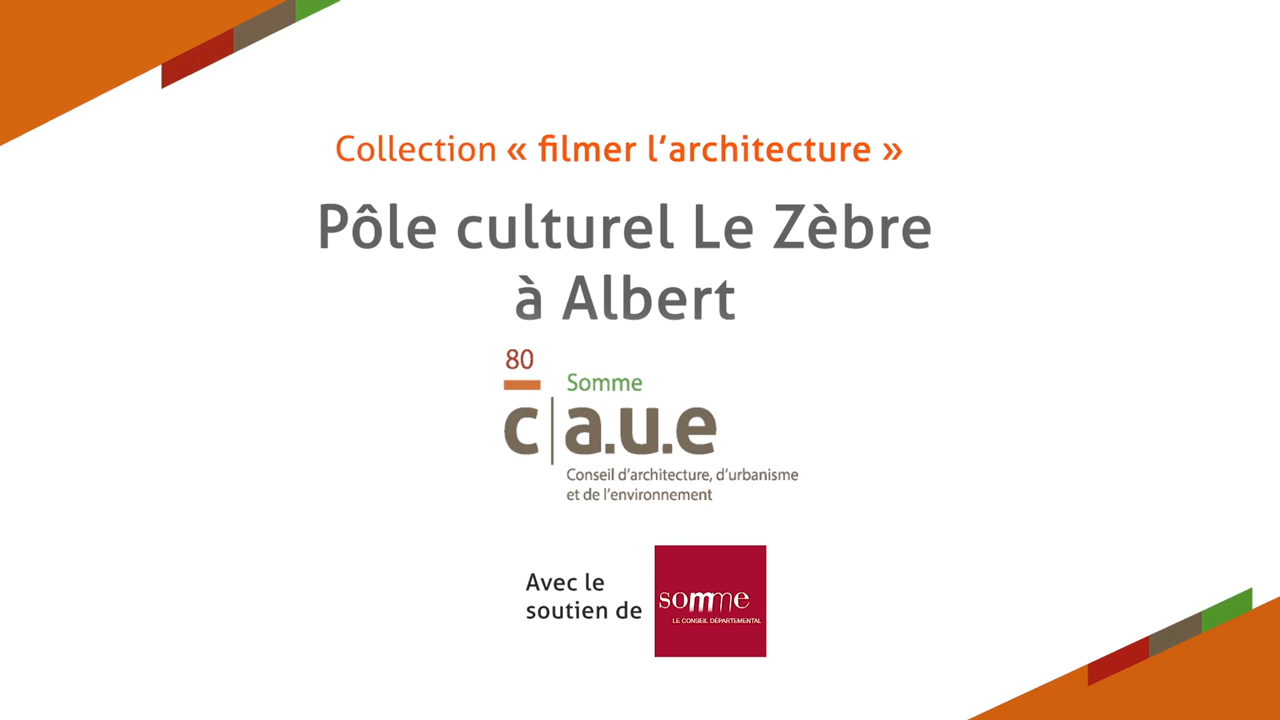 Collection « filmer l’architecture »
Pôle culturel Le Zèbre
à Albert
80
Somme
c|a.u.e
Conseil d’architecture, d’urbanisme
et de l’environnement
Avec le
soutien de
somme
LE CONSEIL DÉPARTEMENTAL